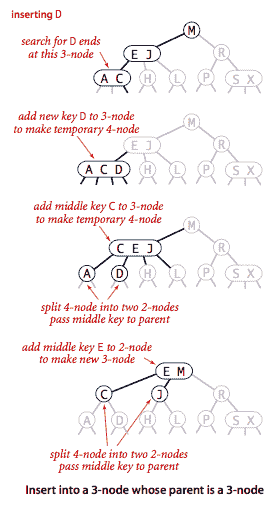 inserting D
M
search for D ends
at this 3-node
E J
R
A C
H
L
P
S X
add new key D to 3-node
to make temporary 4-node
M
E J
R
A C D
H
L
P
S X
add middle key C to 3-node
to make temporary 4-node
M
C E J
R
A
D
H
L
P
S X
split 4-node into two 2-nodes
pass middle key to parent
add middle key E to 2-node
to make new 3-node
E M
C
J
R
A
D
H
L
P
S X
split 4-node into two 2-nodes
pass middle key to parent
Insert into a 3-node whose parent is a 3-node